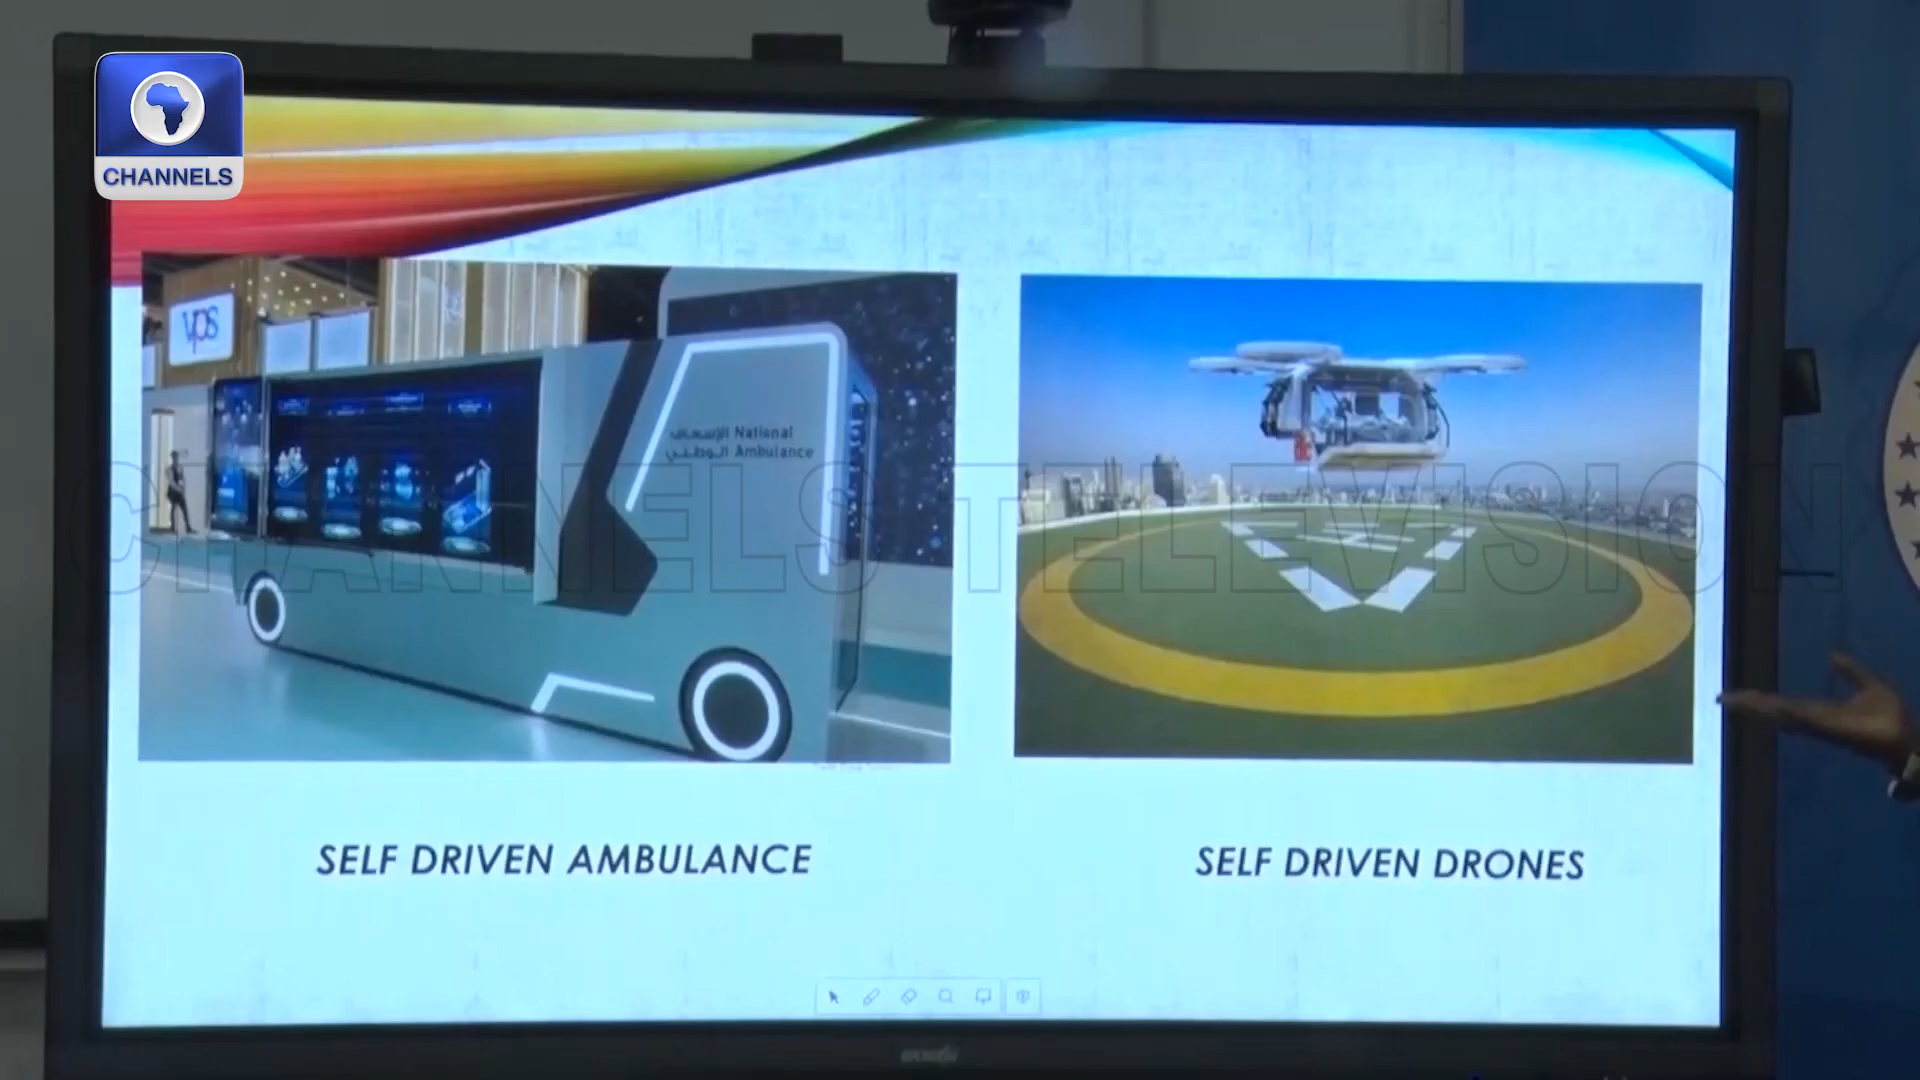 CHANNELS
VPS
الإسعاف National
الوطني Ambulance
CHANNELS TELEVISION
SELF DRIVEN AMBULANCE
SELF DRIVEN DRONES